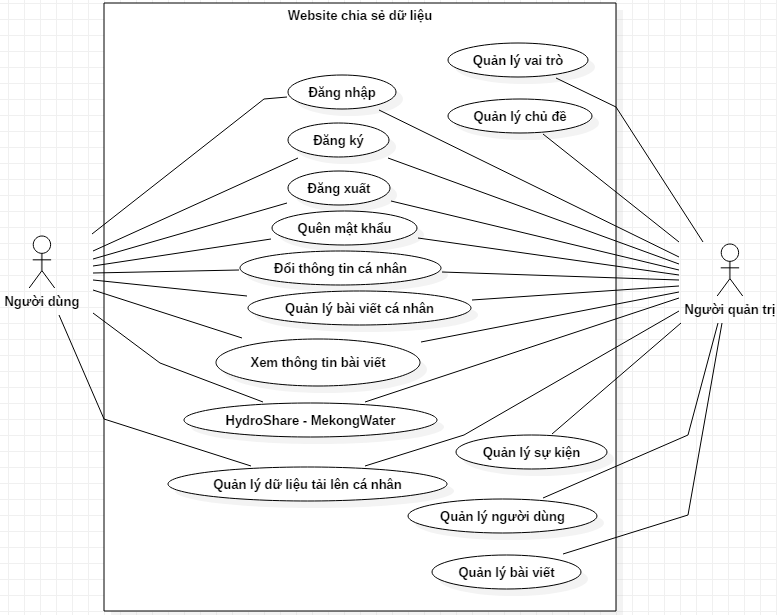 Website chia sẻ dữ liệu
Quản lý vai trò
Đăng nhập
Quản lý chủ đề
Đăng ký
Đăng xuất
Quên mật khẩu
Đổi thông tin cá nhân
Người dùng
Quản lý bài viết cá nhân
Người quản trị
Xem thông tin bài viết
HydroShare - MekongWater
Quản lý sự kiện
Quản lý dữ liệu tải lên cá nhân
Quản lý người dùng
Quản lý bài viết